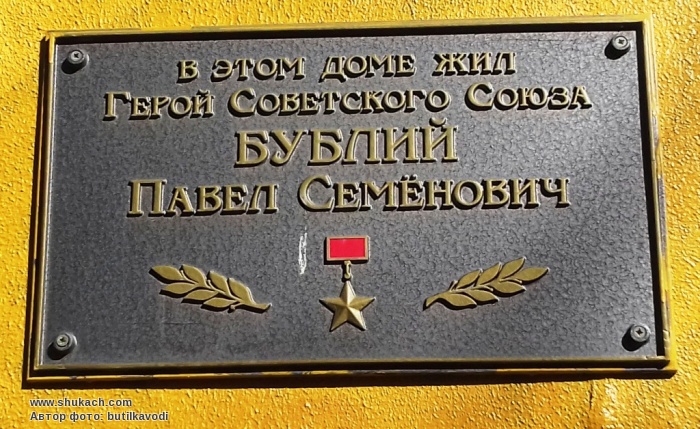 В ЭТОМ ДОМЕ ЖИЛ
ГЕРОЙ СОВЕТСКОГО СОЮЗА
БУБЛИЙ
ПАВЕЛ СЕМЁНОВИЧ
www.shukach.com
Автор фото: butilkavodi